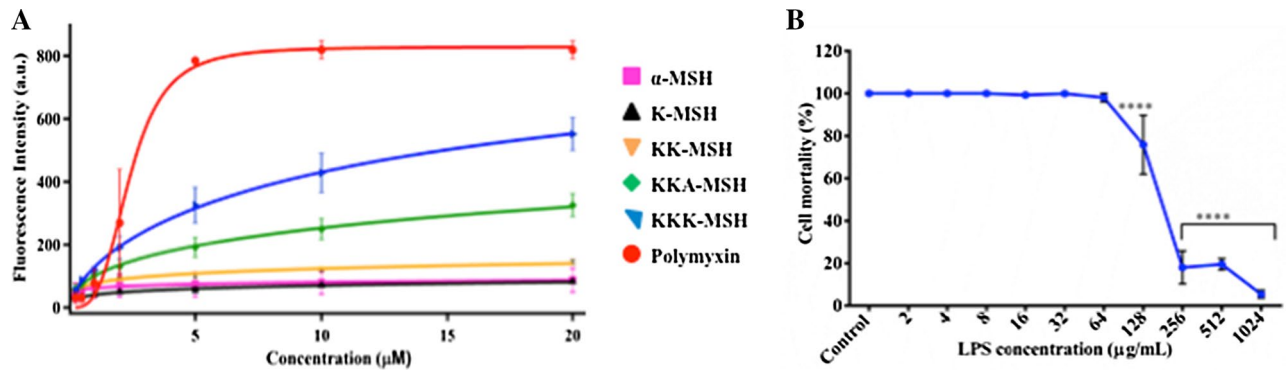 A
Fluorescence Intensity (a.u.)
800
600
400
200
0
5
10
15
20
Concentration (μM)
α-MSH
K-MSH
KK-MSH
KKA-MSH
KKK-MSH
Polymyxin
B
Cell mortality (%)
120
100
80
60
40
20
0
****
****
Control
2
4
8
16
32
64
128
256
512
1024
LPS concentration (μg/mL)